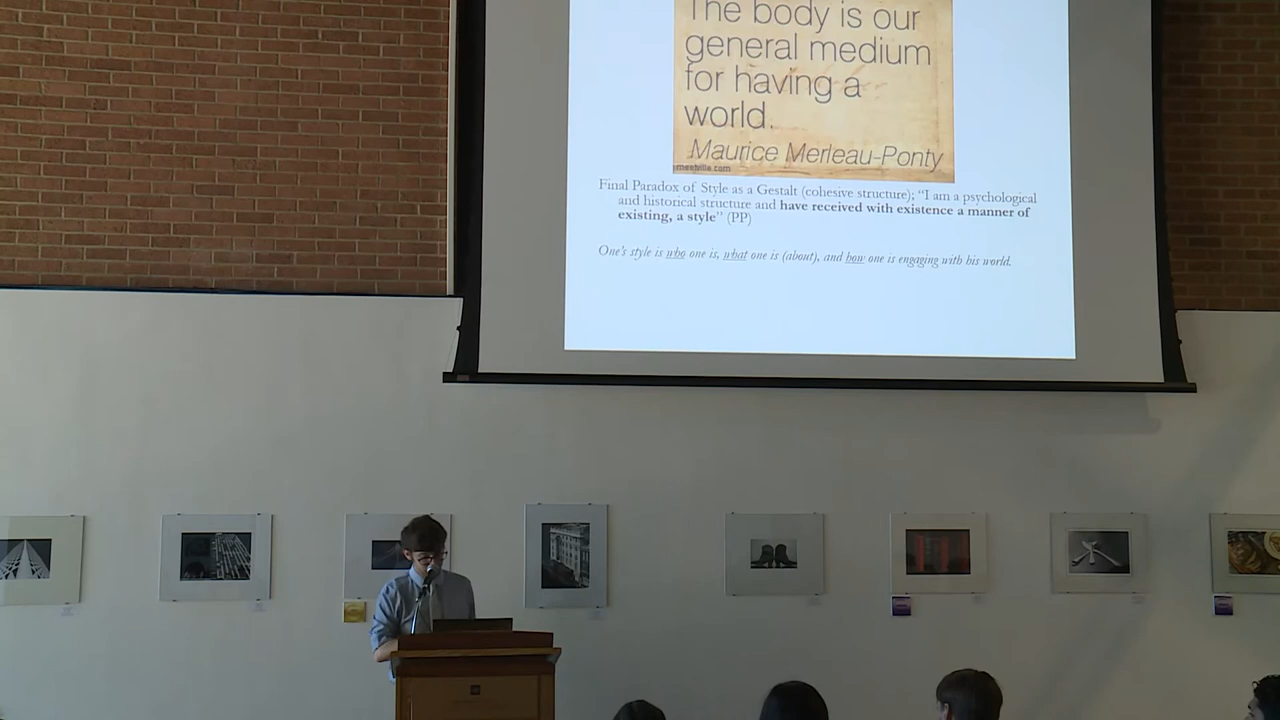 The body is our
general medium
for having a
world.
Maurice Merleau-Ponty
meetville.com
Final Paradox of Style as a Gestalt (cohesive structure); “I am a psychological
and historical structure and have received with existence a manner of
existing, a style” (PP)
One's style is who one is, what one is (about), and how one is engaging with his world.